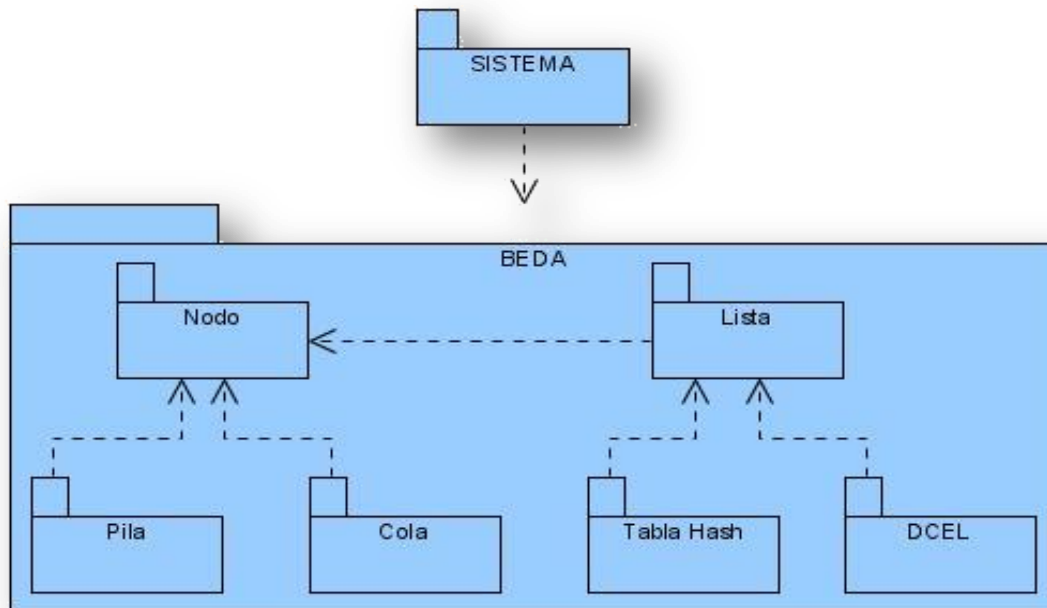 SISTEMA
BEDA
Nodo
Lista
Pila
Cola
Tabla Hash
DCEL